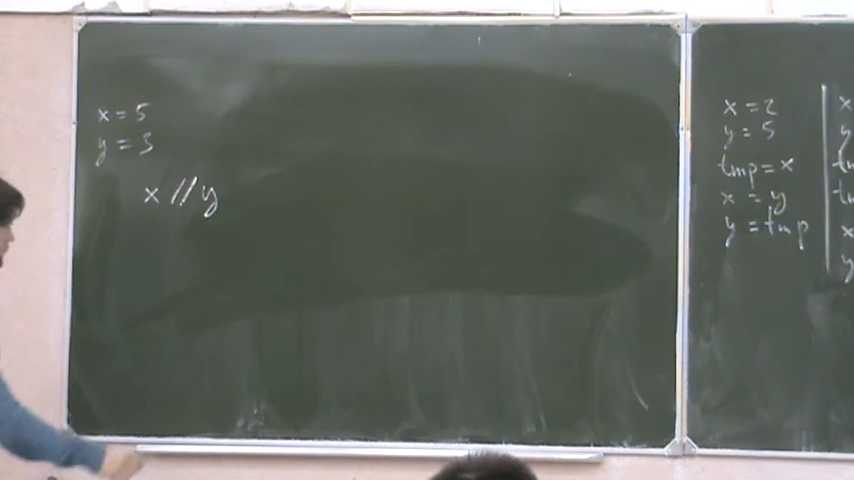 x = 5
y = 3
x // y
x = 2
y = 5
tmp = x
x = y
y = tmp